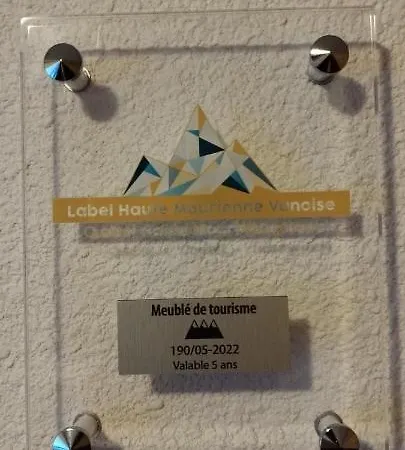 Label Haute Maurienne Vanoise
Meublé de tourisme
190/05-2022
Valable 5 ans